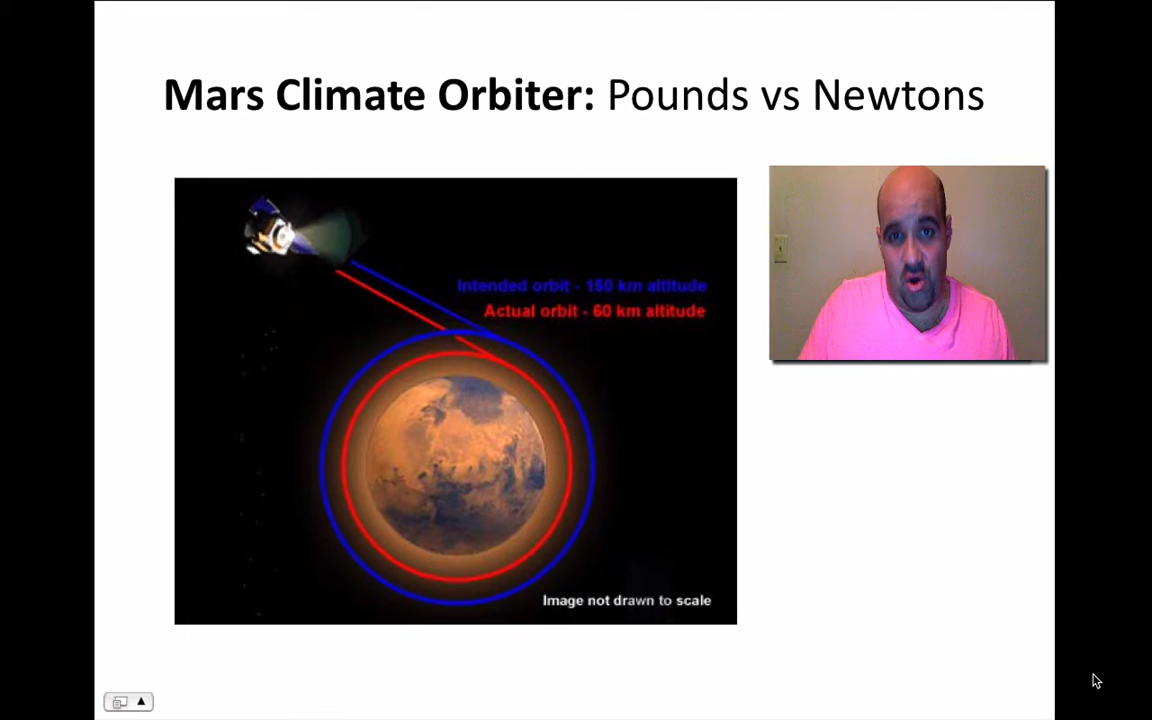 Mars Climate Orbiter: Pounds vs Newtons
Intended orbit - 150 km altitude
Actual orbit - 60 km altitude
Image not drawn to scale